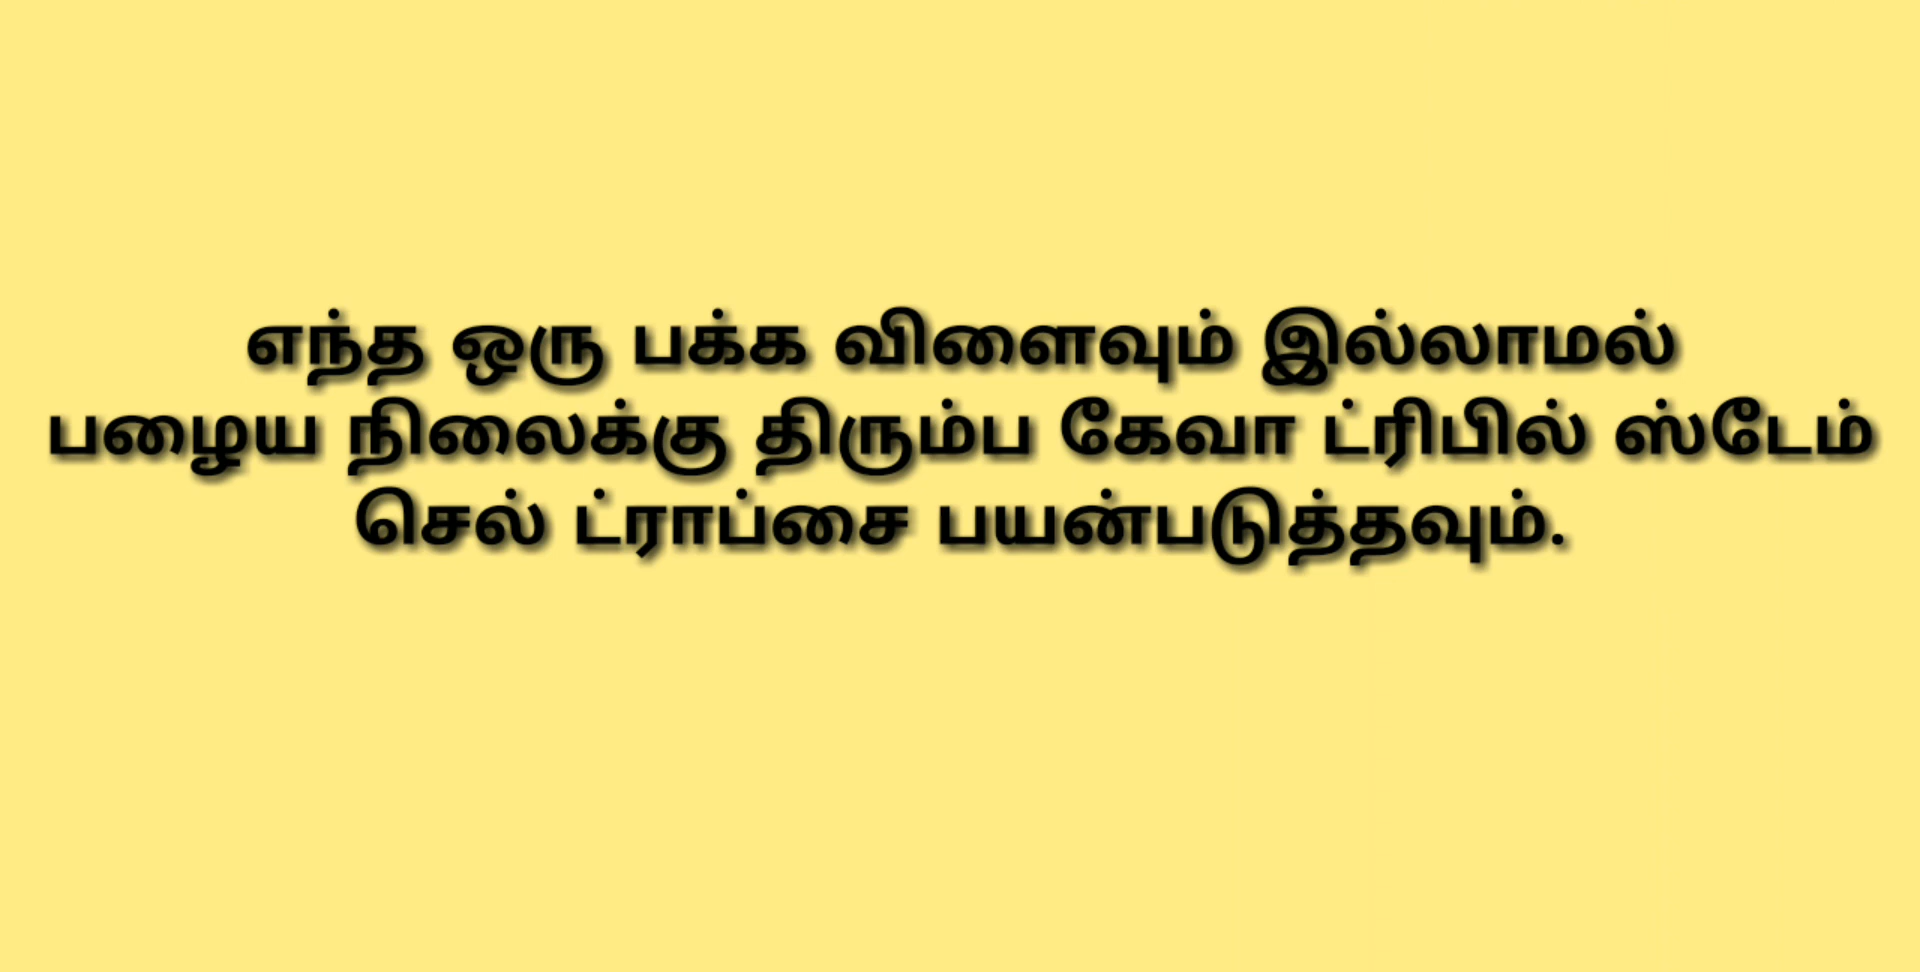 எந்த ஒரு பக்க விளைவும் இல்லாமல்
பழைய நிலைக்கு திரும்ப கேவா ட்ரிபில் ஸ்டேம்
செல் ட்ராப்சை பயன்படுத்தவும்.